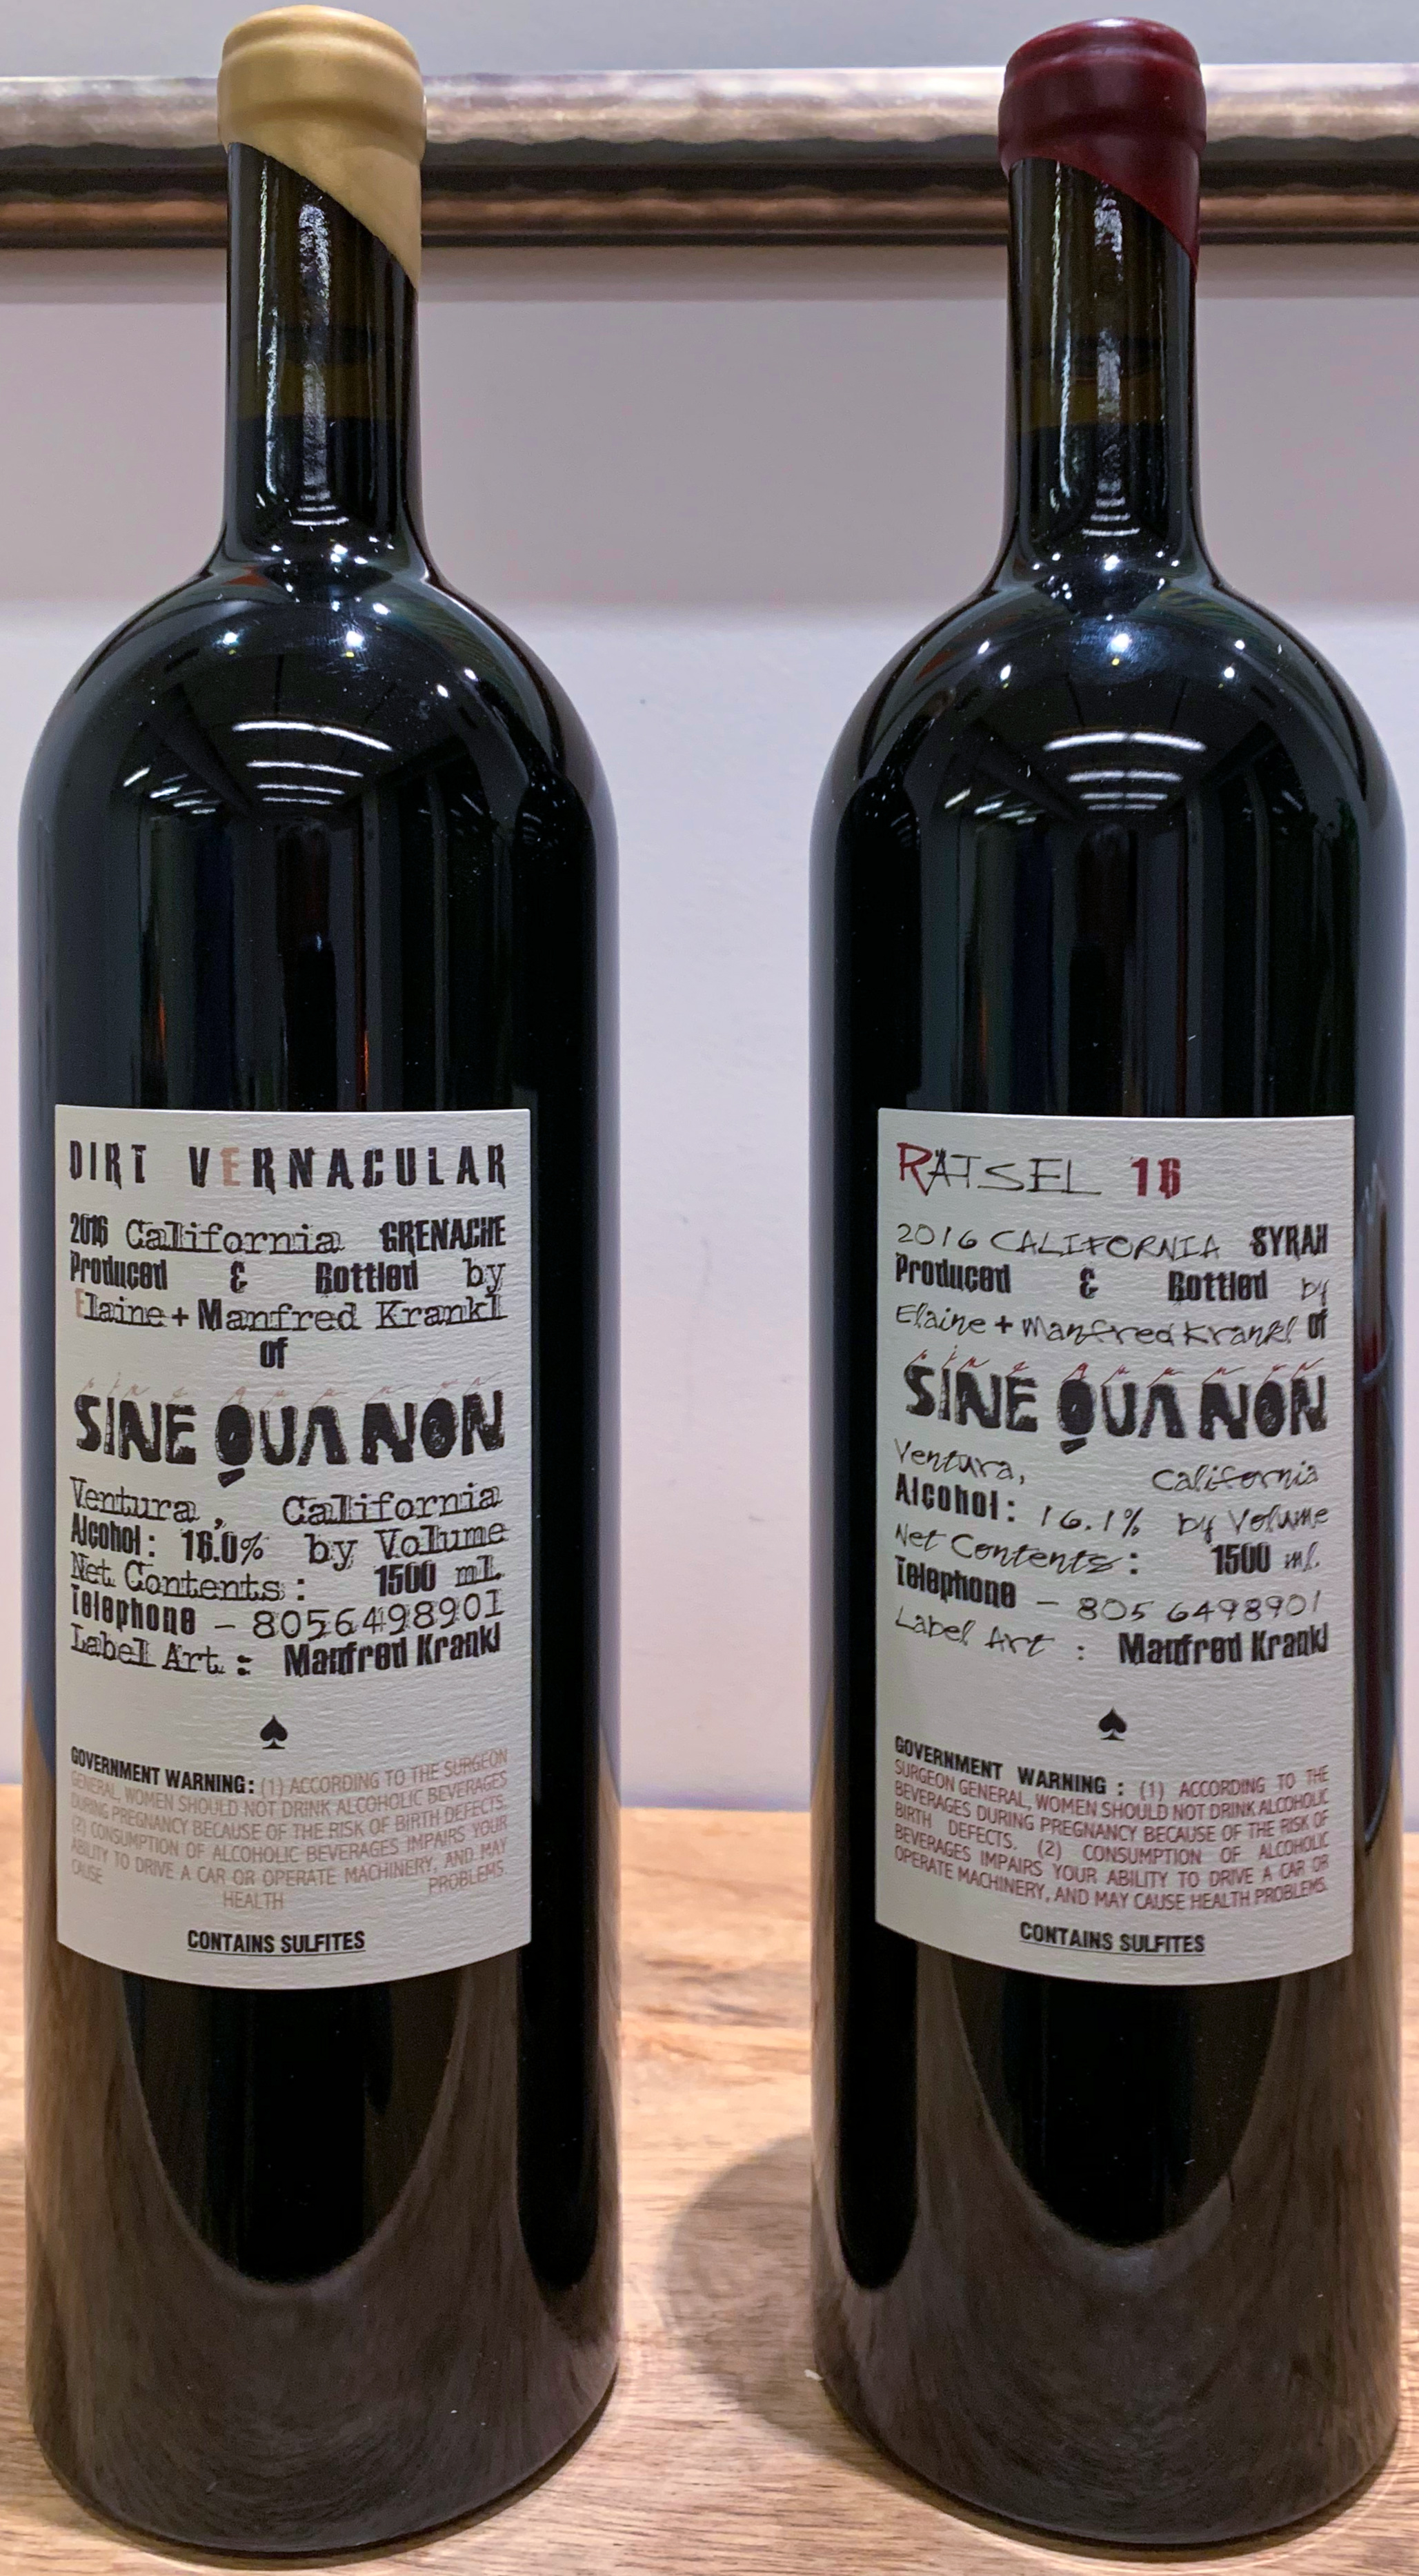 DIRT VERNACULAR
2016 California GRENACHE
Produced & Bottled by
Elaine + Manfred Krankl
of
SINE QUA NON
Ventura, California
Alcohol: 16.0% by Volume
Net Contents: 1500 ml.
Telephone - 8056498901
Label Art: Manfred Krankl
GOVERNMENT WARNING: (1) ACCORDING TO THE SURGEON
GENERAL, WOMEN SHOULD NOT DRINK ALCOHOLIC BEVERAGES
DURING PREGNANCY BECAUSE OF THE RISK OF BIRTH DEFECTS.
(2) CONSUMPTION OF ALCOHOLIC BEVERAGES IMPAIRS YOUR
ABILITY TO DRIVE A CAR OR OPERATE MACHINERY, AND MAY
CAUSE HEALTH PROBLEMS.
CONTAINS SULFITES
RATSEL 16
2016 CALIFORNIA SYRAH
Produced & Bottled by
Elaine + Manfred Krankl of
SINE QUA NON
Ventura, California
Alcohol: 16.1% by Volume
Net Contents: 1500 ml.
Telephone - 805 6498901
Label Art: Manfred Krankl
GOVERNMENT WARNING: (1) ACCORDING TO THE
SURGEON GENERAL, WOMEN SHOULD NOT DRINK ALCOHOLIC
BEVERAGES DURING PREGNANCY BECAUSE OF THE RISK OF
BIRTH DEFECTS. (2) CONSUMPTION OF ALCOHOLIC
BEVERAGES IMPAIRS YOUR ABILITY TO DRIVE A CAR OR
OPERATE MACHINERY, AND MAY CAUSE HEALTH PROBLEMS.
CONTAINS SULFITES